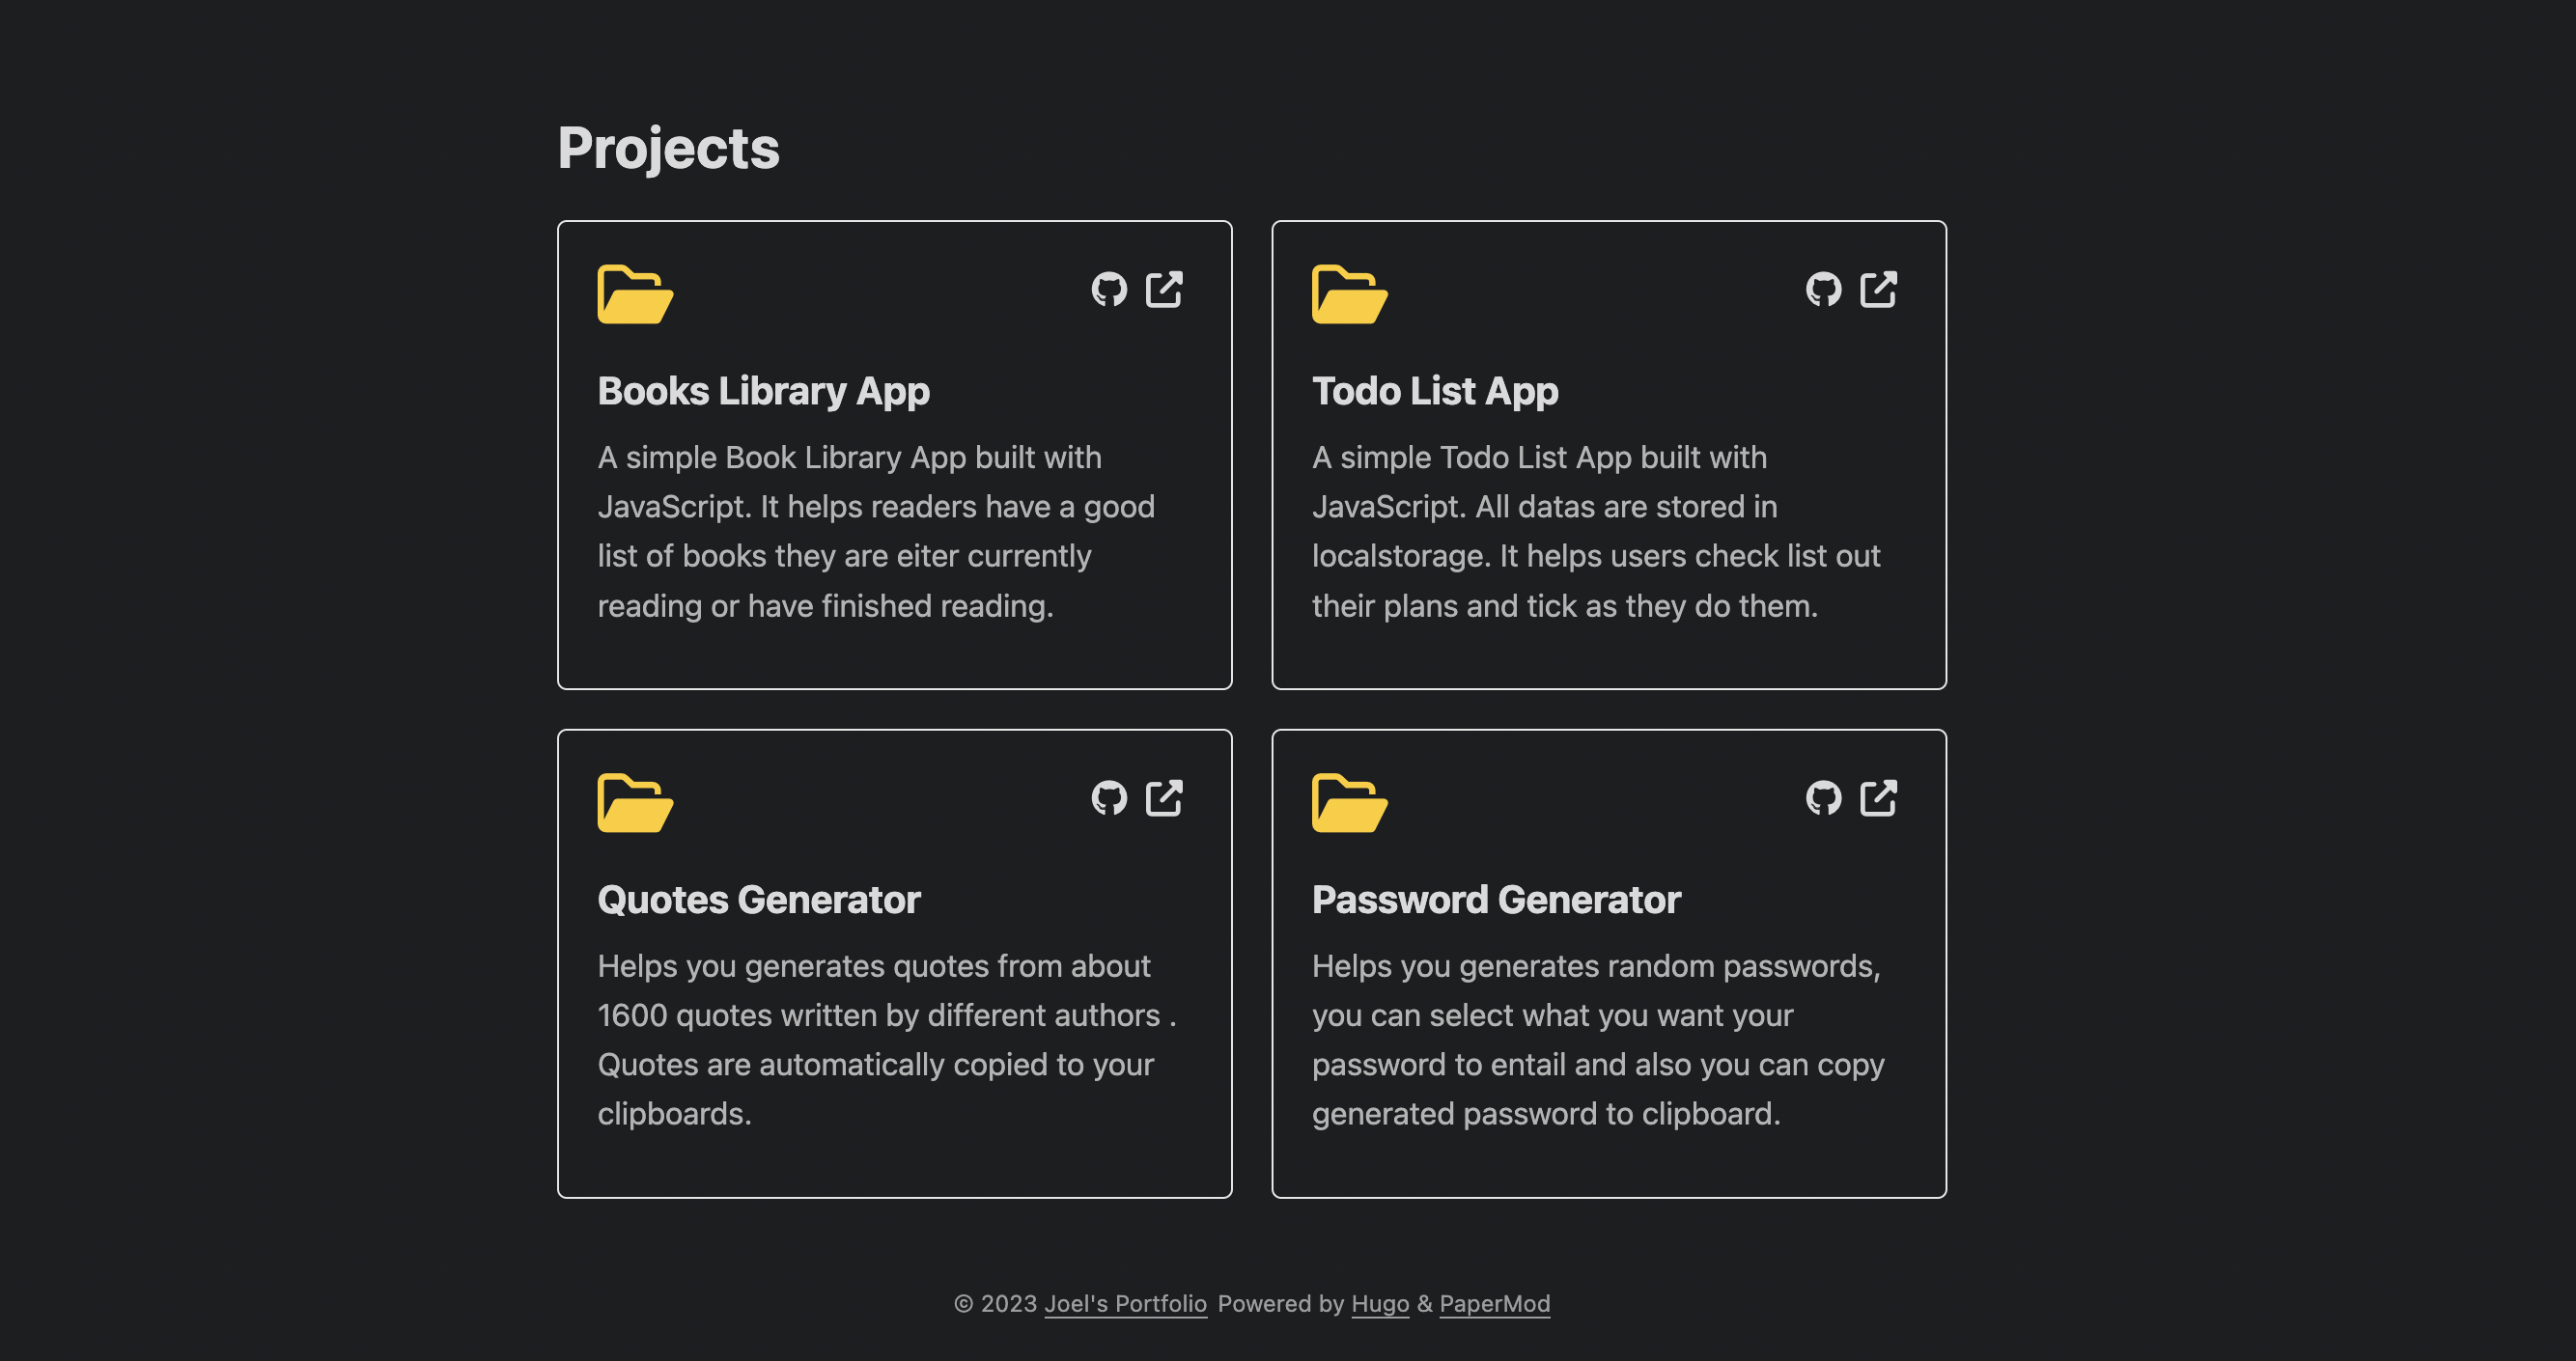 Projects
Books Library App
A simple Book Library App built with
JavaScript. It helps readers have a good
list of books they are eiter currently
reading or have finished reading.
Todo List App
A simple Todo List App built with
JavaScript. All datas are stored in
localstorage. It helps users check list out
their plans and tick as they do them.
Quotes Generator
Helps you generates quotes from about
1600 quotes written by different authors .
Quotes are automatically copied to your
clipboards.
Password Generator
Helps you generates random passwords,
you can select what you want your
password to entail and also you can copy
generated password to clipboard.
© 2023 Joel's Portfolio Powered by Hugo & PaperMod